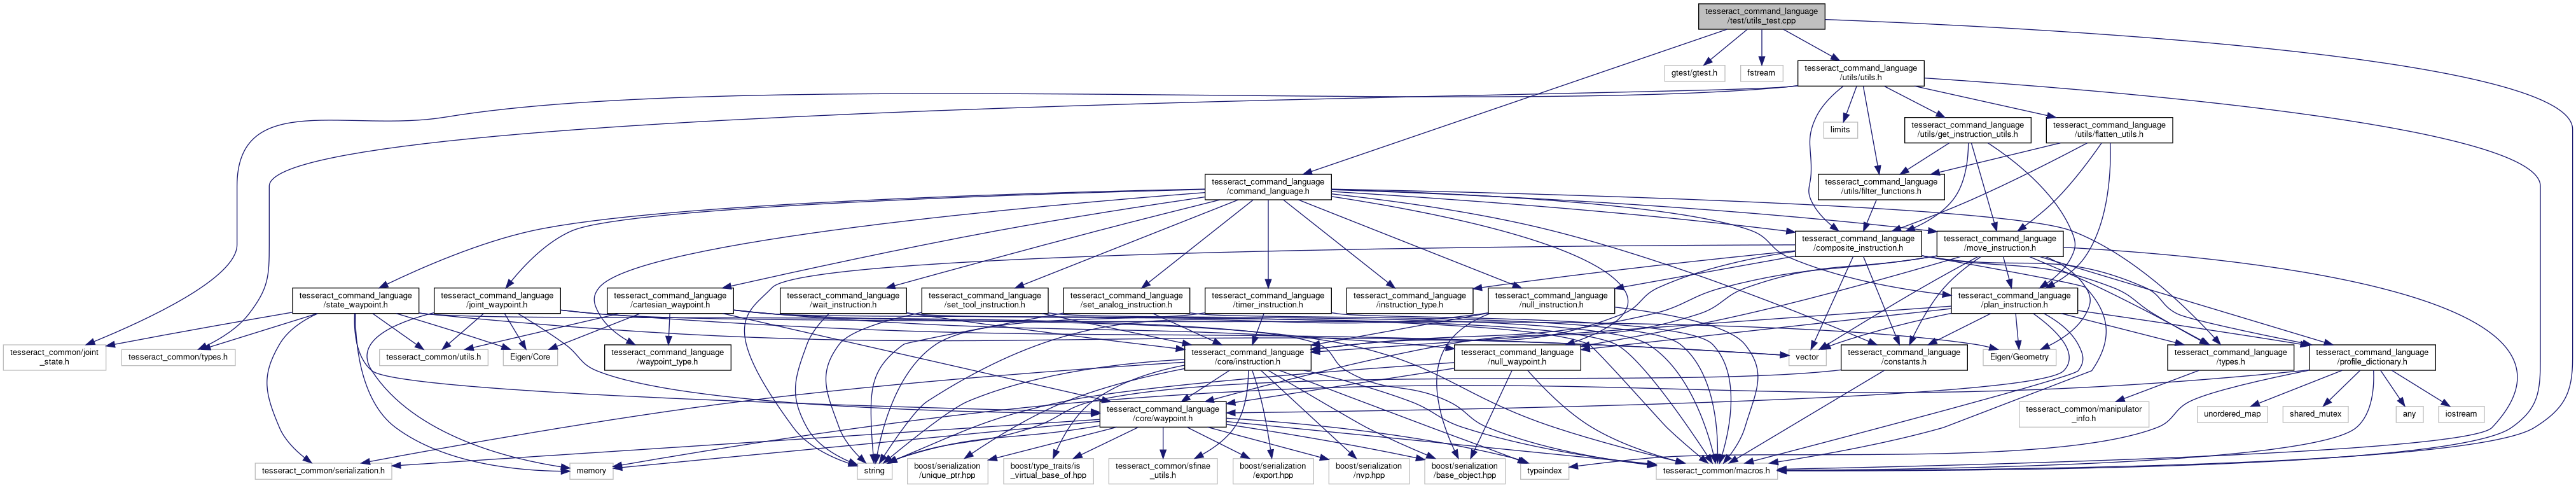 tesseract_command_language
/test/utils_test.cpp
gtest/gtest.h
fstream
tesseract_command_language
/utils/utils.h
limits
tesseract_command_language
/utils/get_instruction_utils.h
tesseract_command_language
/utils/flatten_utils.h
tesseract_command_language
/command_language.h
tesseract_command_language
/utils/filter_functions.h
tesseract_command_language
/composite_instruction.h
tesseract_command_language
/move_instruction.h
tesseract_command_language
/state_waypoint.h
tesseract_command_language
/joint_waypoint.h
tesseract_command_language
/cartesian_waypoint.h
tesseract_command_language
/wait_instruction.h
tesseract_command_language
/set_tool_instruction.h
tesseract_command_language
/set_analog_instruction.h
tesseract_command_language
/timer_instruction.h
tesseract_command_language
/instruction_type.h
tesseract_command_language
/null_instruction.h
tesseract_command_language
/plan_instruction.h
tesseract_common/joint
_state.h
tesseract_common/types.h
tesseract_common/utils.h
Eigen/Core
tesseract_command_language
/waypoint_type.h
tesseract_command_language
/core/instruction.h
tesseract_command_language
/null_waypoint.h
vector
tesseract_command_language
/constants.h
Eigen/Geometry
tesseract_command_language
/types.h
tesseract_command_language
/profile_dictionary.h
tesseract_command_language
/core/waypoint.h
tesseract_common/manipulator
_info.h
unordered_map
shared_mutex
any
iostream
tesseract_common/serialization.h
memory
string
boost/serialization
/unique_ptr.hpp
boost/type_traits/is
_virtual_base_of.hpp
tesseract_common/sfinae
_utils.h
boost/serialization
/export.hpp
boost/serialization
/nvp.hpp
boost/serialization
/base_object.hpp
typeindex
tesseract_common/macros.h